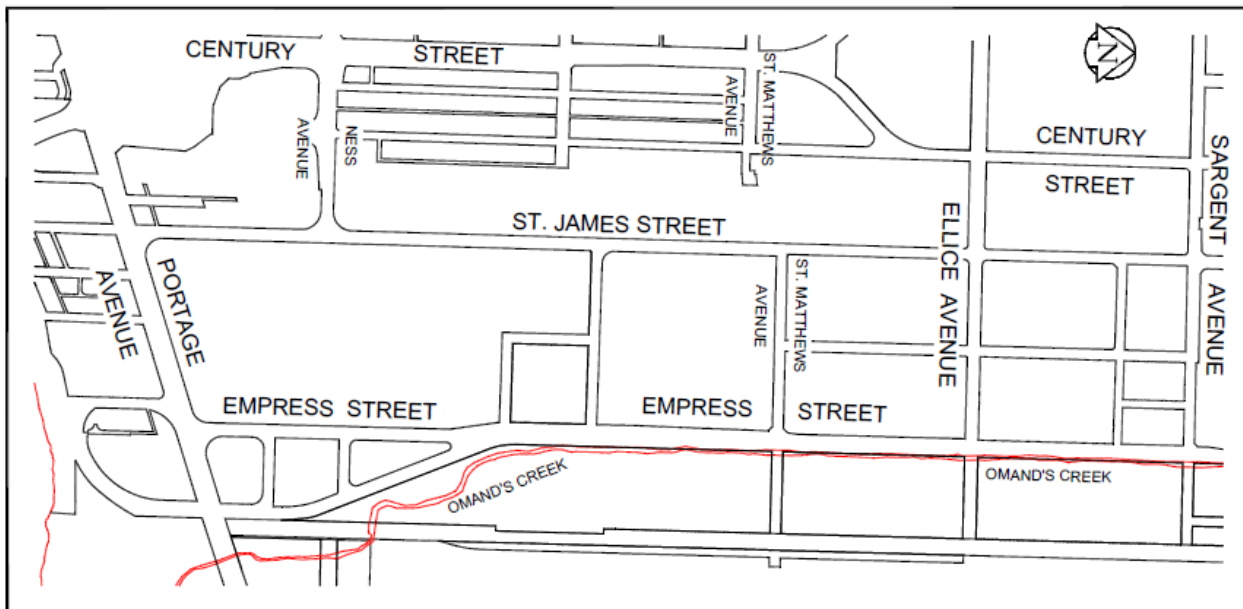 CENTURY STREET
N
ST. MATTHEWS
AVENUE
AVENUE
NESS
CENTURY
STREET
SARGENT
AVENUE
ST. JAMES STREET
ELLICE AVENUE
PORTAGE
AVENUE
ST. MATTHEWS
AVENUE
EMPRESS STREET
EMPRESS STREET
OMAND'S CREEK
OMAND'S CREEK